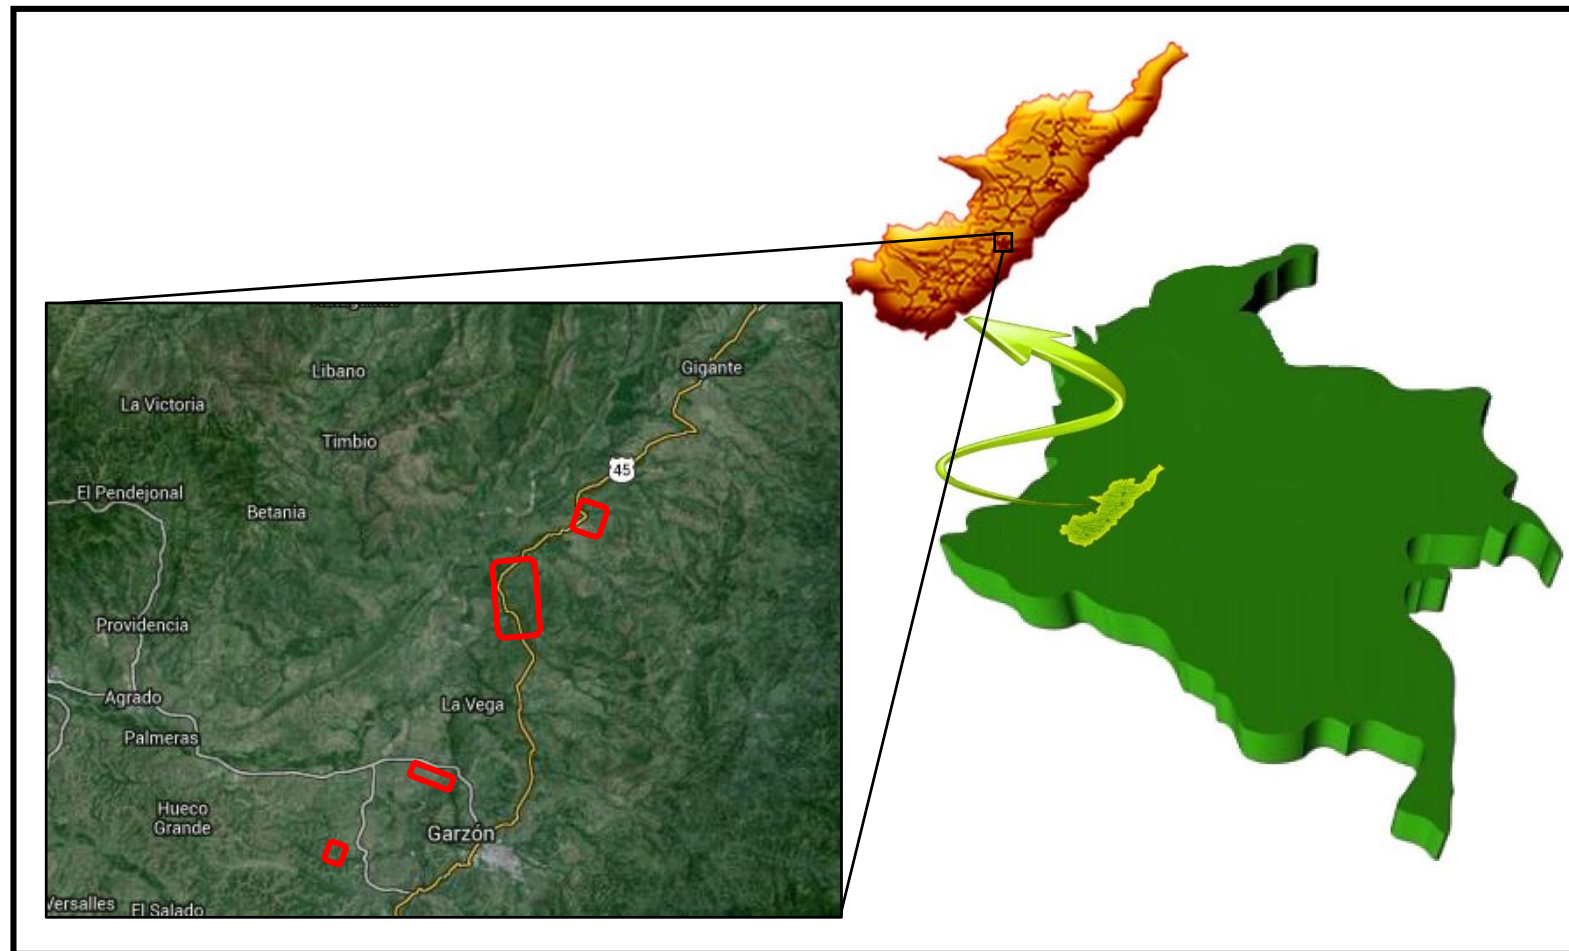 Libano
Gigante
La Victoria
Timbio
45
El Pendejonal
Betania
Providencia
Agrado
La Vega
Palmeras
Hueco
Grande
Garzón
Versalles
El Salado